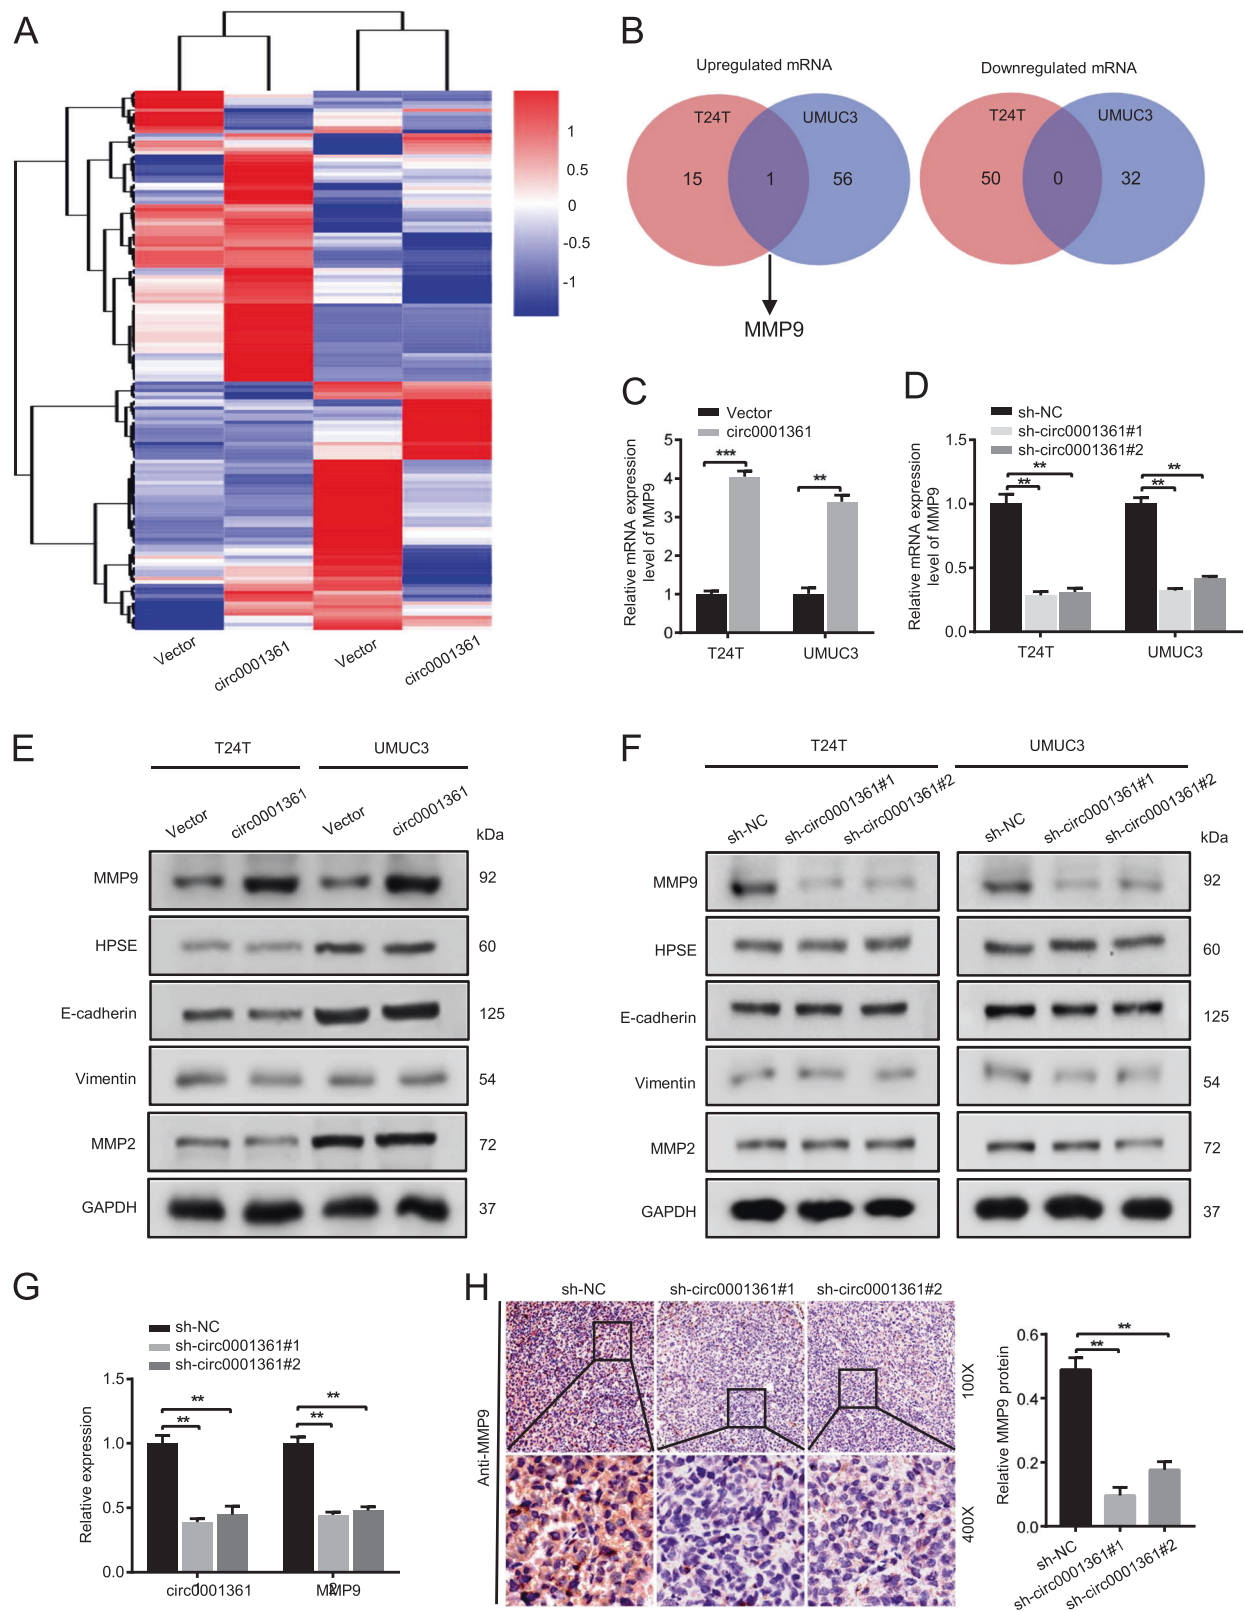 A
1
0.5
0
-0.5
-1
Vector
circ0001361
Vector
circ0001361
B
Upregulated mRNA
Downregulated mRNA
T24T
UMUC3
15
1
56
MMP9
T24T
UMUC3
50
0
32
C
Vector
circ0001361
Relative mRNA expression
level of MMP9
5
4
3
2
1
0
***
**
T24T
UMUC3
D
sh-NC
sh-circ0001361#1
sh-circ0001361#2
Relative mRNA expression
level of MMP9
1.5
1.0
0.5
0.0
**
**
**
**
T24T
UMUC3
E
T24T
UMUC3
Vector
circ0001361
Vector
circ0001361
kDa
MMP9
92
HPSE
60
E-cadherin
125
Vimentin
54
MMP2
72
GAPDH
37
F
T24T
UMUC3
sh-NC
sh-circ0001361#1
sh-circ0001361#2
sh-NC
sh-circ0001361#1
sh-circ0001361#2
kDa
MMP9
92
HPSE
60
E-cadherin
125
Vimentin
54
MMP2
72
GAPDH
37
G
sh-NC
sh-circ0001361#1
sh-circ0001361#2
Relative expression
1.5
1.0
0.5
0.0
**
**
**
**
circ0001361
1
MMP9
2
H
sh-NC
sh-circ0001361#1
sh-circ0001361#2
Anti-MMP9
100X
400X
Relative MMP9 protein
0.6
0.4
0.2
0.0
**
**
sh-NC
sh-circ0001361#1
sh-circ0001361#2